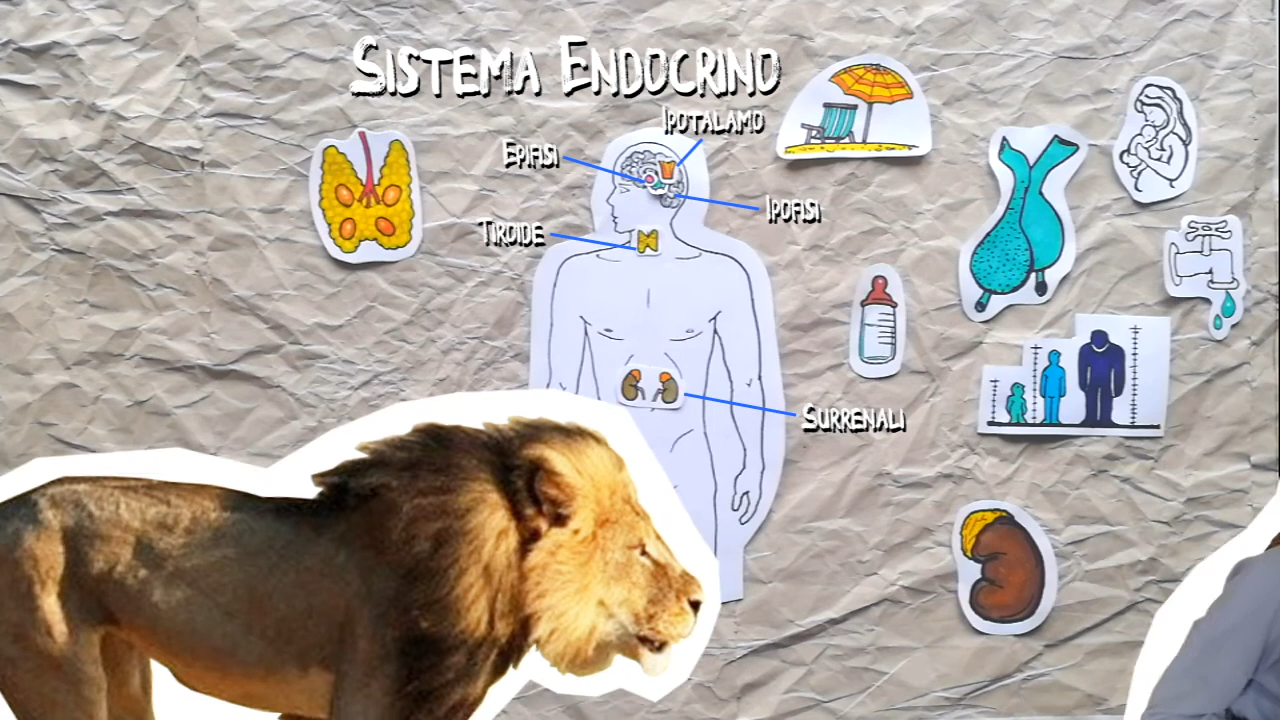 SISTEMA ENDOCRINO
IPOTALAMO
EPIFISI
IPOFISI
TIROIDE
SURRENALI